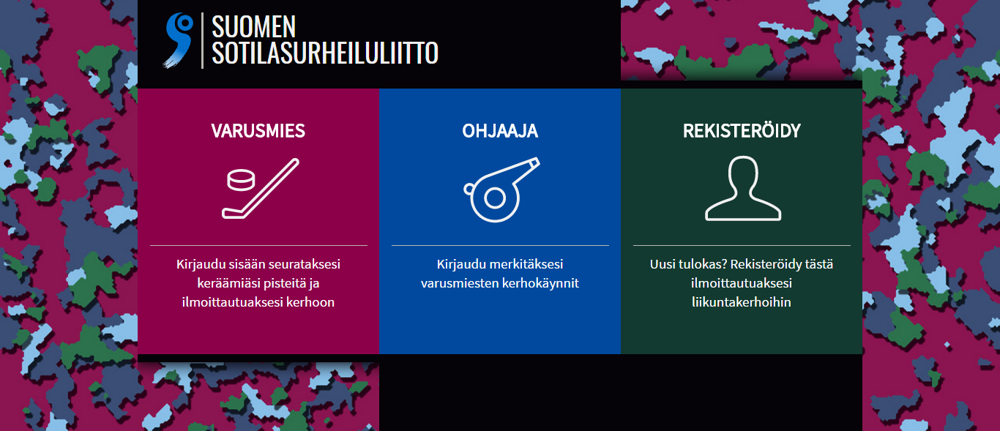 SUOMEN
SOTILASURHEILULIITTO
VARUSMIES
Kirjaudu sisään seurataksesi
keräämiäsi pisteitä ja
ilmoittautuaksesi kerhoon
OHJAAJA
Kirjaudu merkitäksesi
varusmiesten kerhokäynnit
REKISTERÖIDY
Uusi tulokas? Rekisteröidy tästä
ilmoittautuaksesi
liikuntakerhoihin